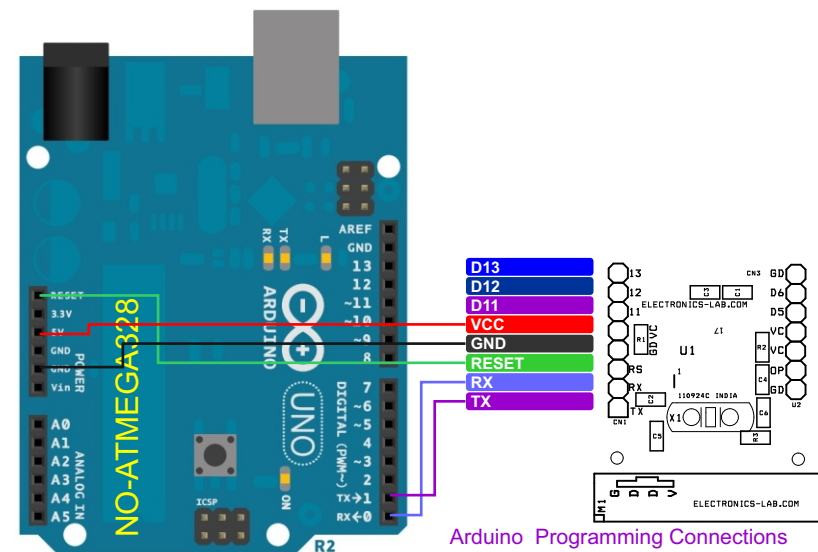 AREF
GND
13
12
~11
~10
~9
8
RX
TX
L
ARDUINO
RESET
3.3V
5V
GND
GND
Vin
POWER
NO-ATMEGA328
UNO
DIGITAL (PWM~)
7
~6
~5
4
~3
2
TX→1
RX←0
A0
A1
A2
A3
A4
A5
ANALOG IN
ICSP
ON
R2
D13
D12
D11
VCC
GND
RESET
RX
TX
13
12
11
VC
GD
RS
RX
TX
CN1
CN3
GD
D6
D5
VC
VC
OP
GD
U2
C3
C1
ELECTRONICS-LAB.COM
17
R1
U1
1
R2
C4
110924C INDIA
C2
X1
C6
R3
C5
M1
G D D V
ELECTRONICS-LAB.COM
Arduino Programming Connections